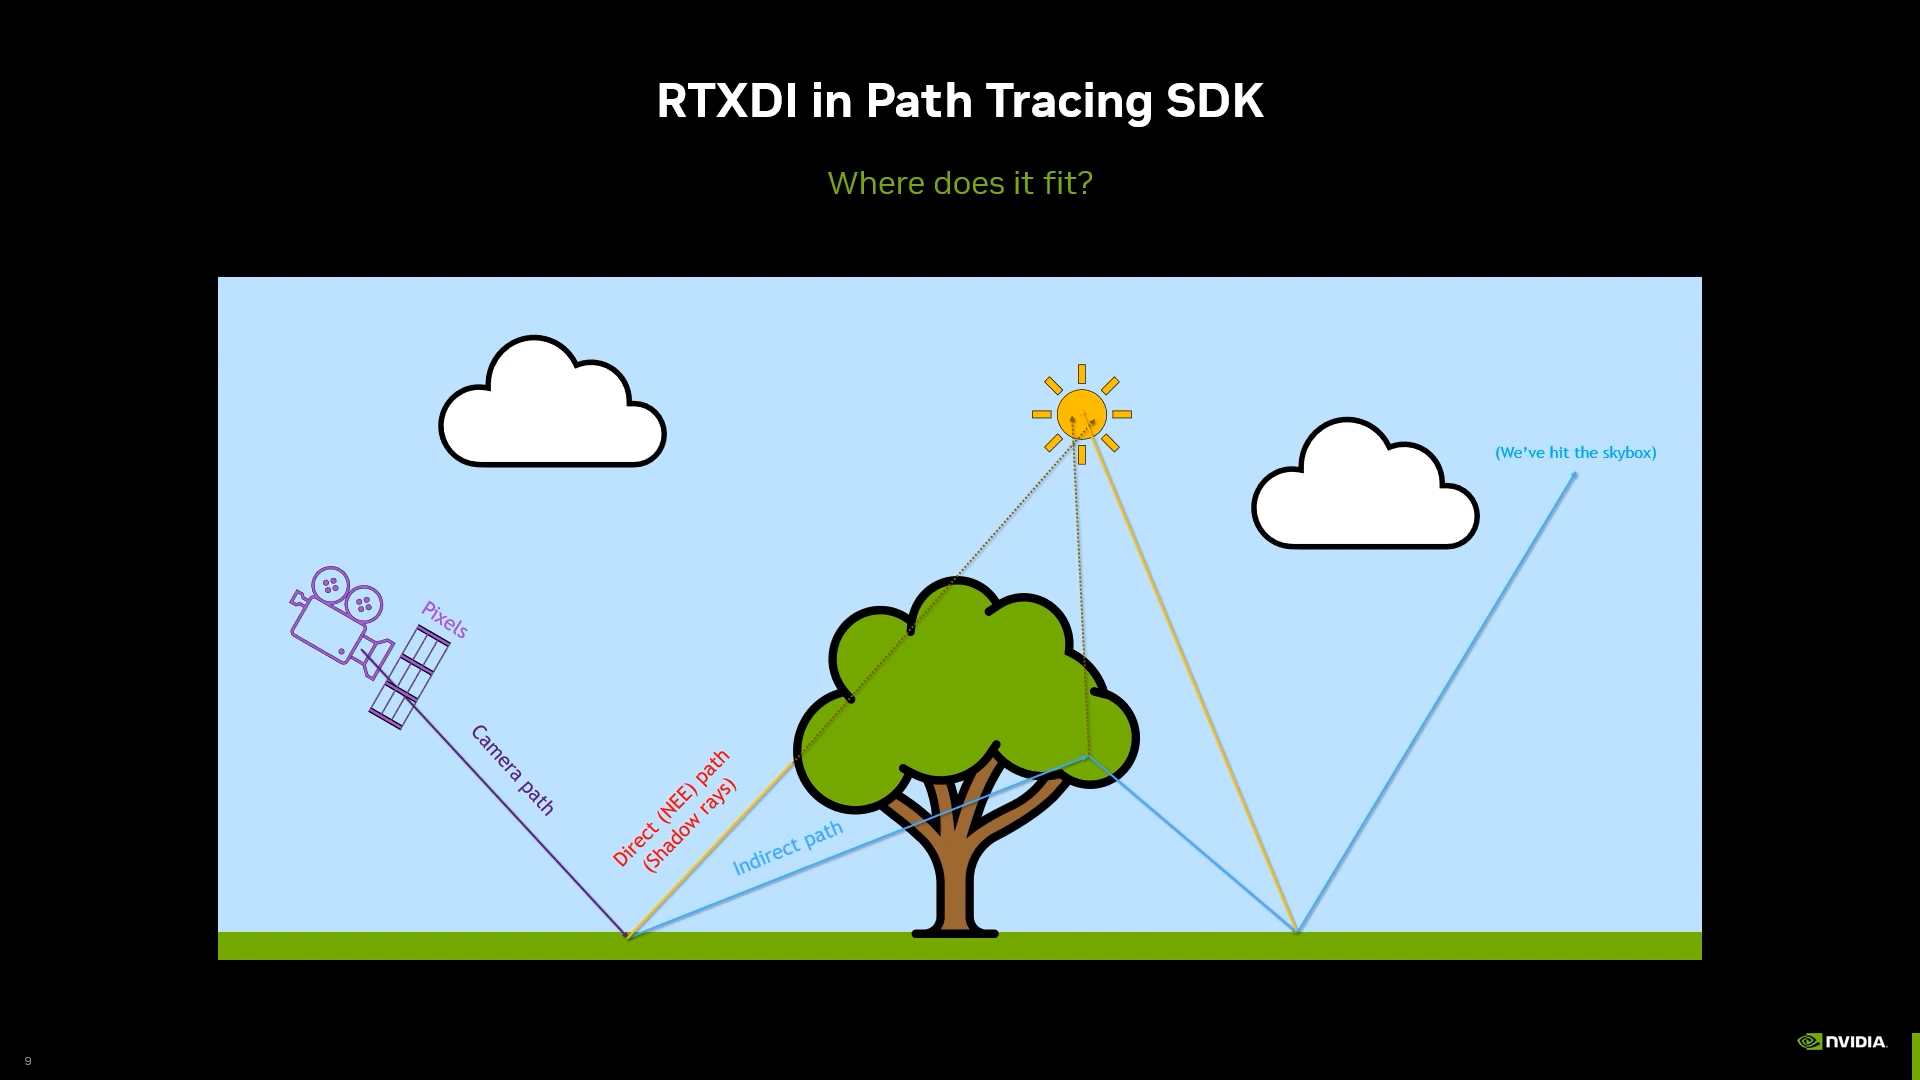 RTXDI in Path Tracing SDK
Where does it fit?
(We've hit the skybox)
Pixels
Camera path
Direct (NEE) path
(Shadow rays)
Indirect path
9
NVIDIA.